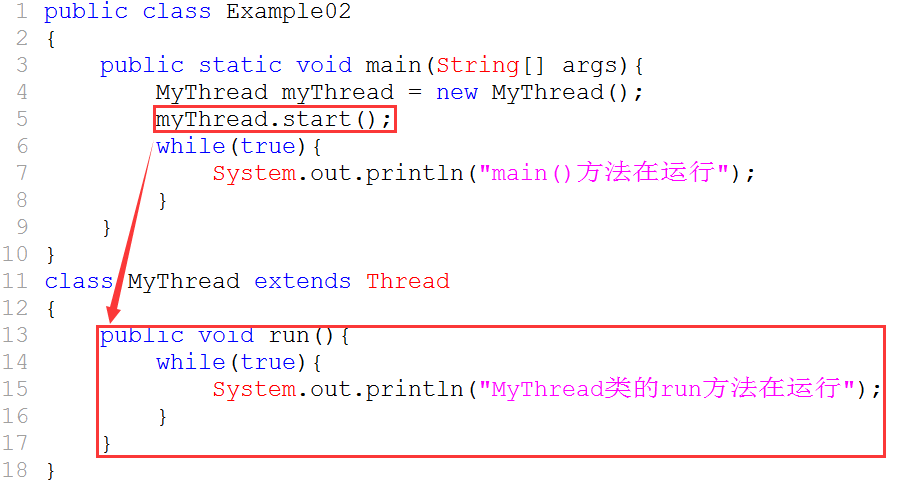 1 public class Example02
2 {
3     public static void main(String[] args){
4         MyThread myThread = new MyThread();
5         myThread.start();
6         while(true){
7             System.out.println("main()方法在运行");
8         }
9     }
10 }
11 class MyThread extends Thread
12 {
13     public void run(){
14         while(true){
15             System.out.println("MyThread类的run方法在运行");
16         }
17     }
18 }